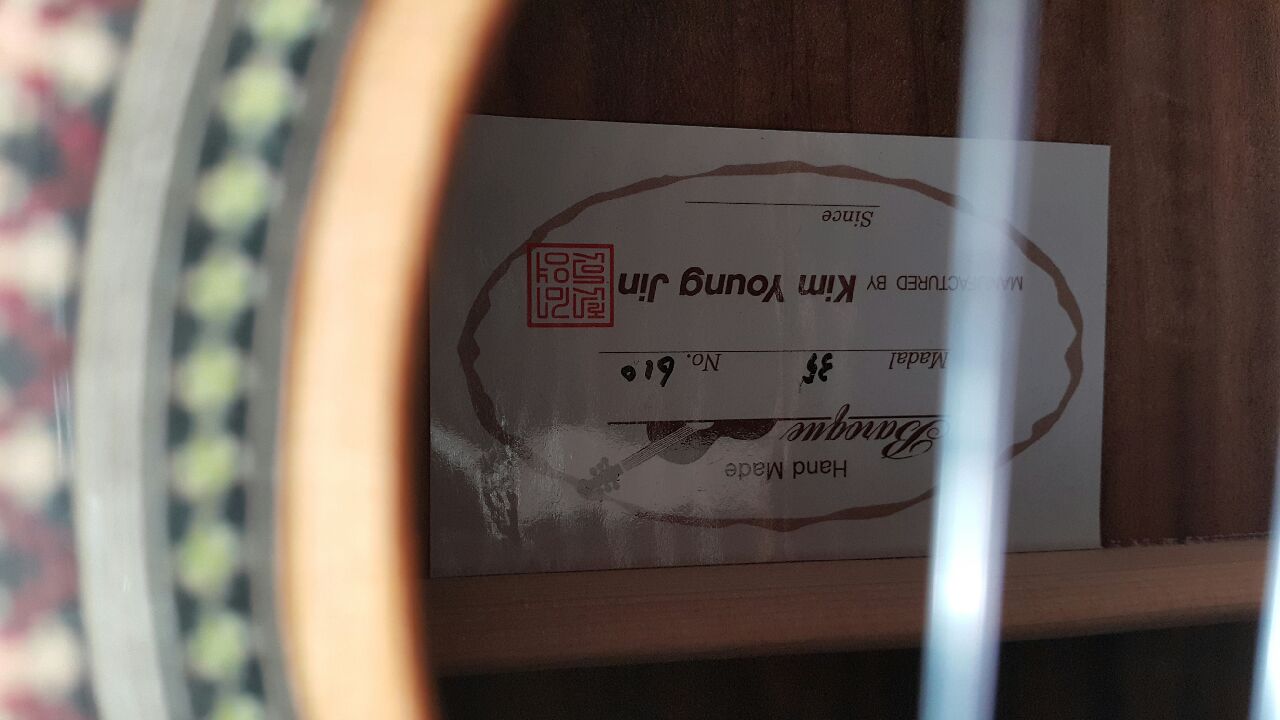 Hand Made
Baroque
Madal 35 No. 610
MANUFACTURED BY Kim Young Jin
Since